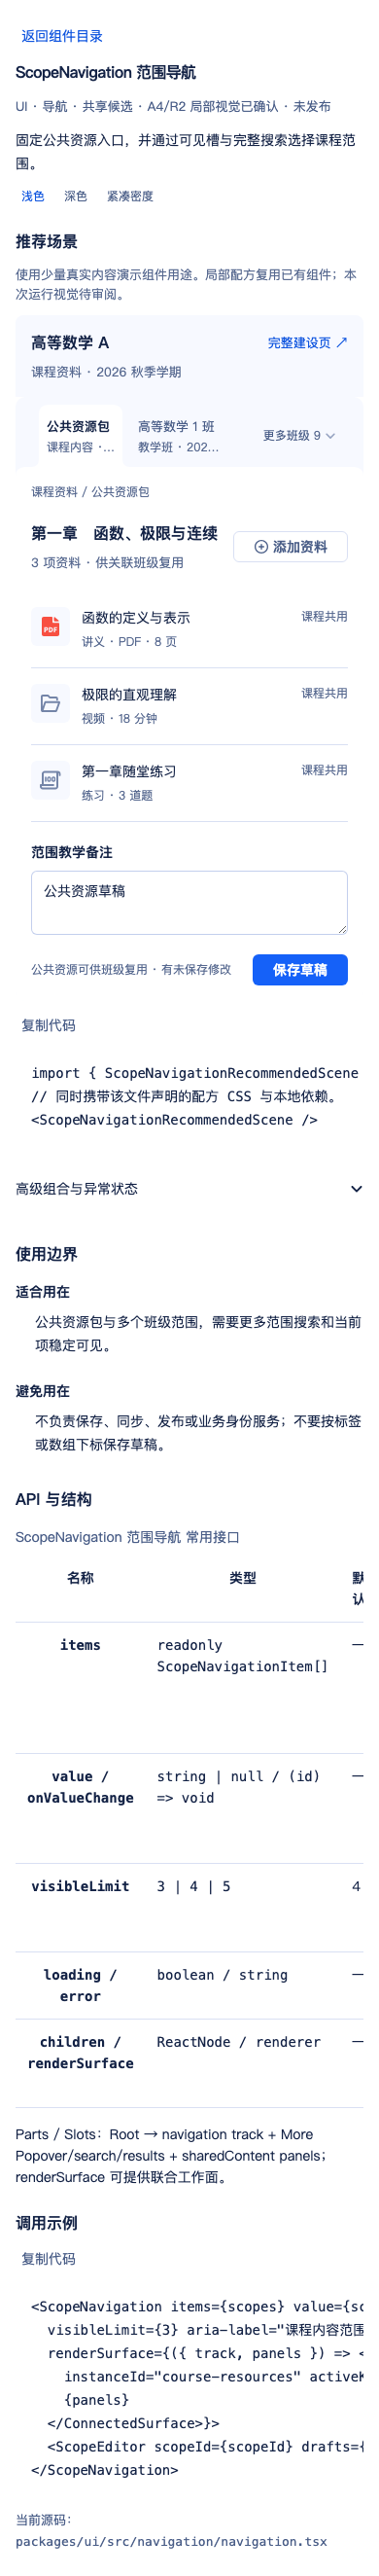 返回组件目录
ScopeNavigation 范围导航
UI · 导航 · 共享候选 · A4/R2 局部视觉已确认 · 未发布
固定公共资源入口，并通过可见槽与完整搜索选择课程范
围。
浅色 深色 紧凑密度
推荐场景
使用少量真实内容演示组件用途。局部配方复用已有组件；本
次运行视觉待审阅。
高等数学 A 完整建设页 ↗
课程资料 · 2026 秋季学期
公共资源包 高等数学 1 班 更多班级 9
课程内容 ·... 教学班 · 202...
课程资料 / 公共资源包
第一章　函数、极限与连续 添加资料
3 项资料 · 供关联班级复用
函数的定义与表示 课程共用
PDF
讲义 · PDF · 8 页
极限的直观理解 课程共用
视频 · 18 分钟
第一章随堂练习 课程共用
练习 · 3 道题
范围教学备注
公共资源草稿
公共资源可供班级复用 · 有未保存修改 保存草稿
复制代码
import { ScopeNavigationRecommendedScene
// 同时携带该文件声明的配方 CSS 与本地依赖。
<ScopeNavigationRecommendedScene />
高级组合与异常状态
使用边界
适合用在
公共资源包与多个班级范围，需要更多范围搜索和当前
项稳定可见。
避免用在
不负责保存、同步、发布或业务身份服务；不要按标签
或数组下标保存草稿。
API 与结构
ScopeNavigation 范围导航 常用接口
名称 类型 默
认
items readonly —
ScopeNavigationItem[]
value / string | null / (id) —
onValueChange => void
visibleLimit 3 | 4 | 5 4
loading / boolean / string —
error
children / ReactNode / renderer —
renderSurface
Parts / Slots：Root → navigation track + More
Popover/search/results + sharedContent panels；
renderSurface 可提供联合工作面。
调用示例
复制代码
<ScopeNavigation items={scopes} value={sc
visibleLimit={3} aria-label="课程内容范围
renderSurface={({ track, panels }) => <
instanceId="course-resources" activeK
{panels}
</ConnectedSurface>}>
<ScopeEditor scopeId={scopeId} drafts={
</ScopeNavigation>
当前源码：
packages/ui/src/navigation/navigation.tsx